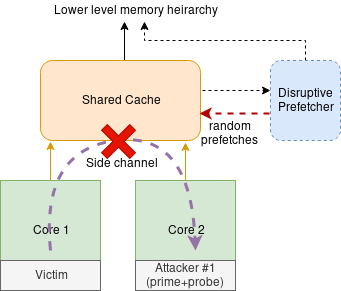 Lower level memory heirarchy
Shared Cache
Disruptive
Prefetcher
random
prefetches
Side channel
Core 1
Core 2
Victim
Attacker #1
(prime+probe)